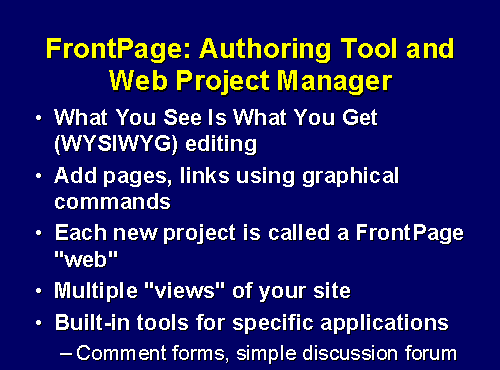 FrontPage: Authoring Tool and
Web Project Manager
• What You See Is What You Get
(WYSIWYG) editing
• Add pages, links using graphical
commands
• Each new project is called a FrontPage
"web"
• Multiple "views" of your site
• Built-in tools for specific applications
– Comment forms, simple discussion forum